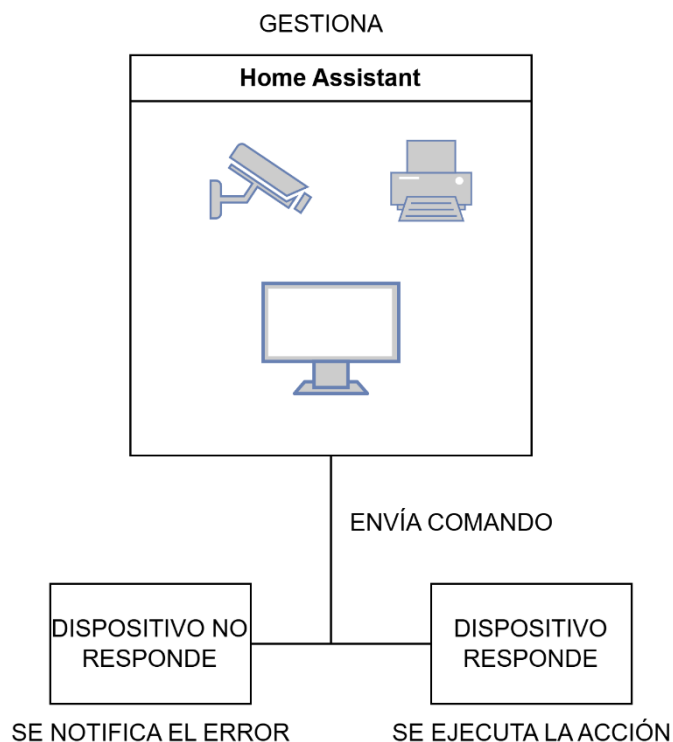 GESTIONA
Home Assistant
ENVÍA COMANDO
DISPOSITIVO NO
RESPONDE
DISPOSITIVO
RESPONDE
SE NOTIFICA EL ERROR
SE EJECUTA LA ACCIÓN